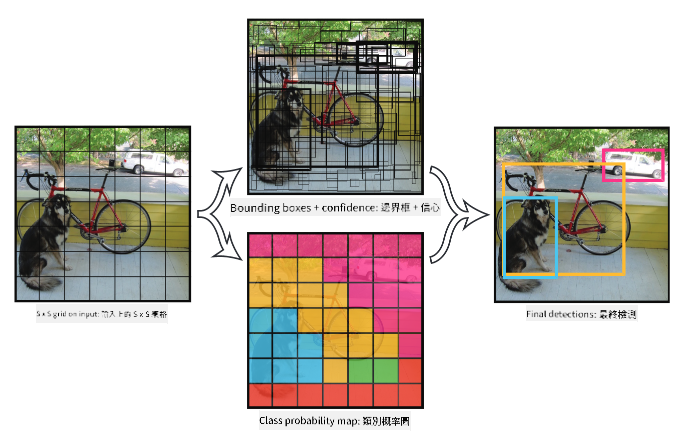 Bounding boxes + confidence: 邊界框 + 信心
S x S grid on input: 輸入上的 S x S 網格
Final detections: 最終檢測
Class probability map: 類別概率圖